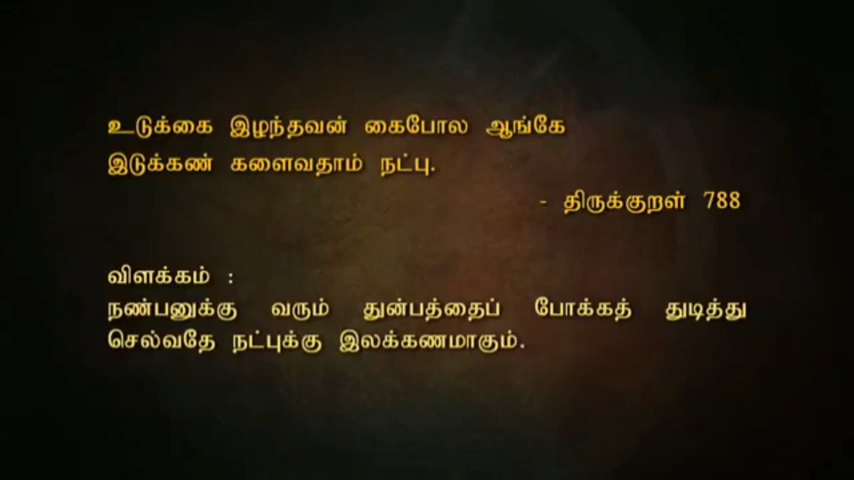 உடுக்கை இழந்தவன் கைபோல ஆங்கே
இடுக்கண் களைவதாம் நட்பு.
- திருக்குறள் 788
விளக்கம் :
நண்பனுக்கு வரும் துன்பத்தைப் போக்கத் துடித்து
செல்வதே நட்புக்கு இலக்கணமாகும்.